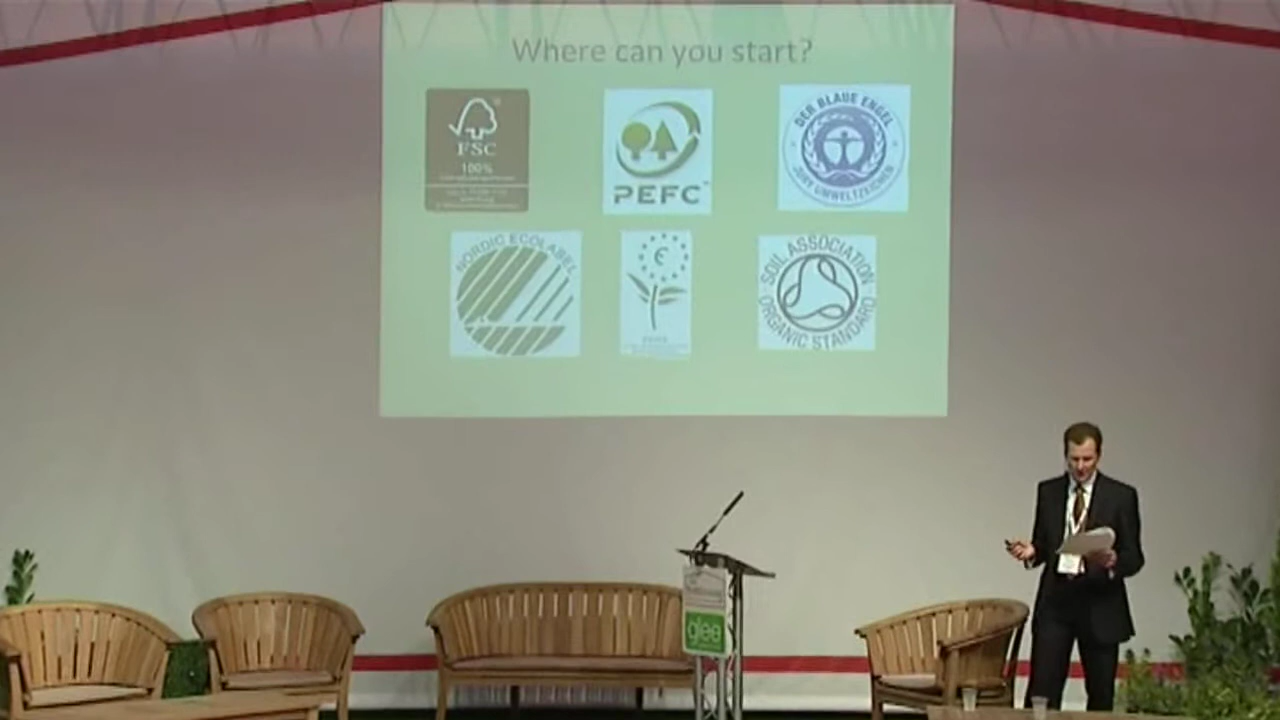 Where can you start?
FSC
100%
PEFC
DER BLAUE ENGEL
JURY UMWELTZEICHEN
NORDIC ECOLABEL
SOIL ASSOCIATION
ORGANIC STANDARD
glee